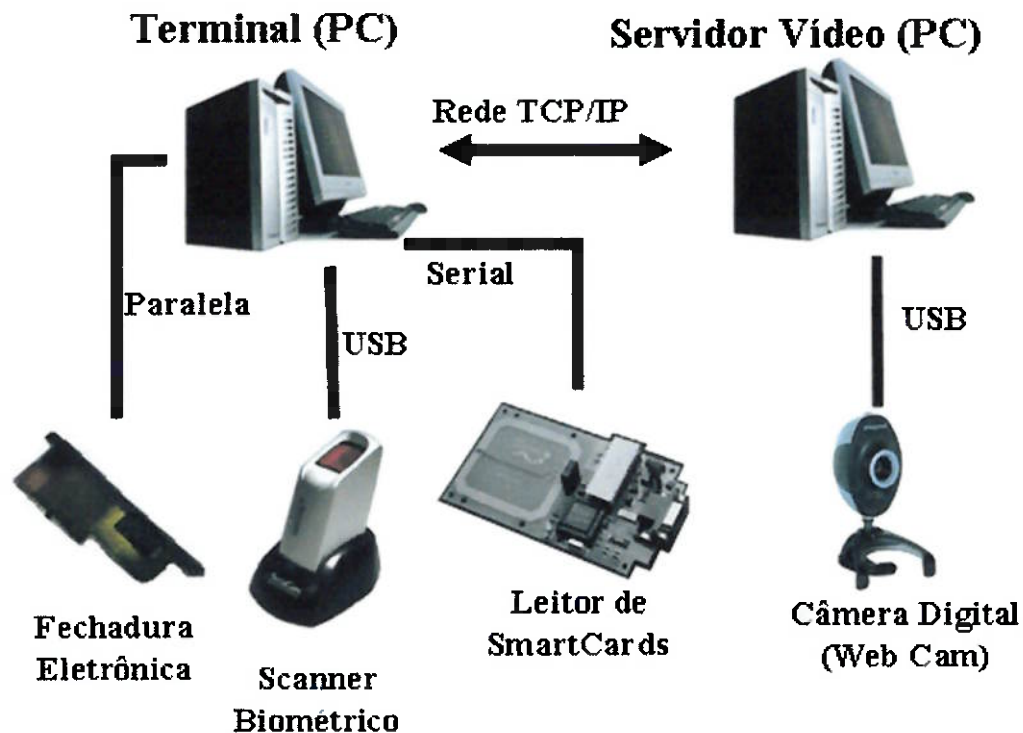 Terminal (PC)
Servidor Vídeo (PC)
Rede TCP/IP
Serial
Paralela
USB
USB
Fechadura
Eletrônica
Scanner
Biométrico
Leitor de
SmartCards
Câmera Digital
(Web Cam)